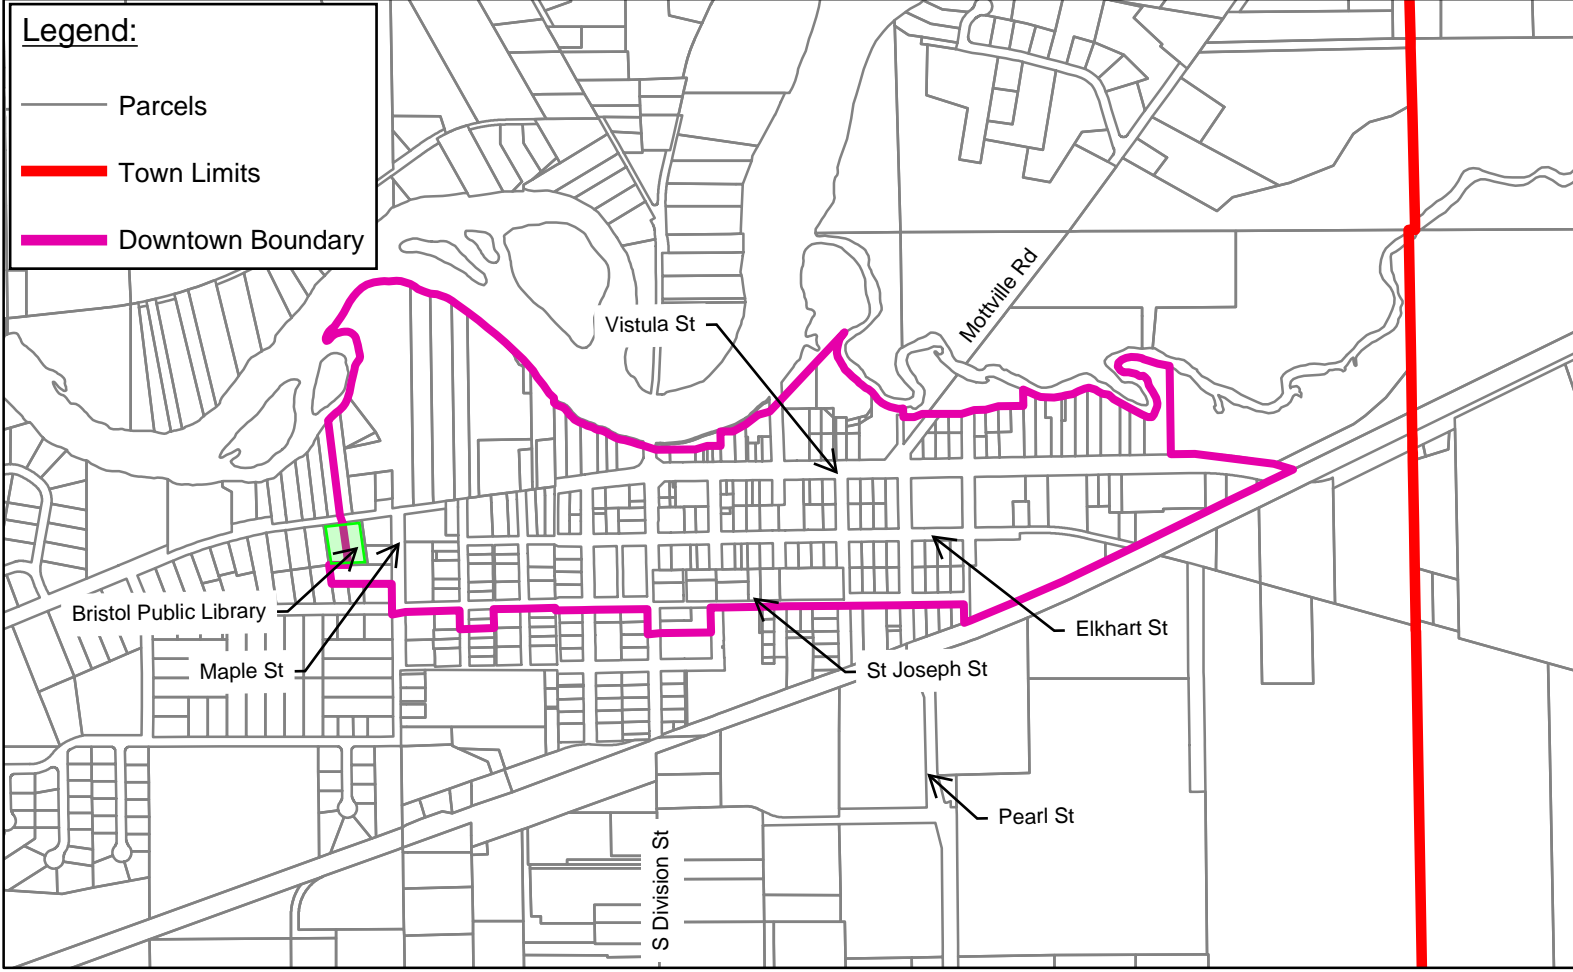 Legend:
Parcels
Town Limits
Downtown Boundary
Mottville Rd
Vistula St
Bristol Public Library
Maple St
Elkhart St
St Joseph St
Pearl St
S Division St